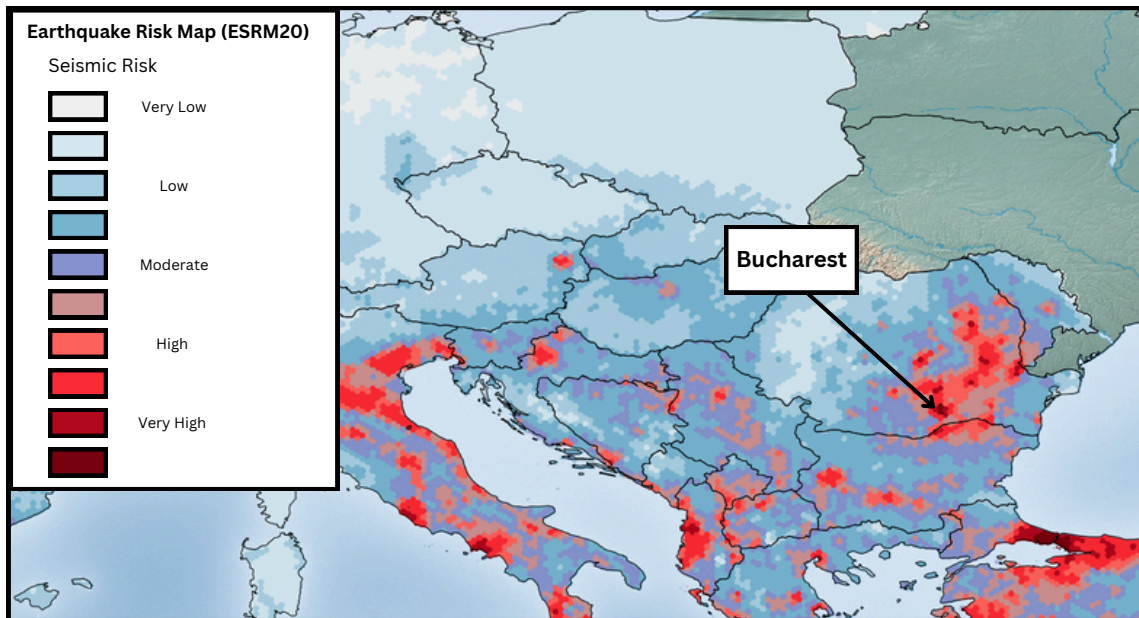 Earthquake Risk Map (ESRM20)
Seismic Risk
Very Low
Low
Moderate
High
Very High
Bucharest